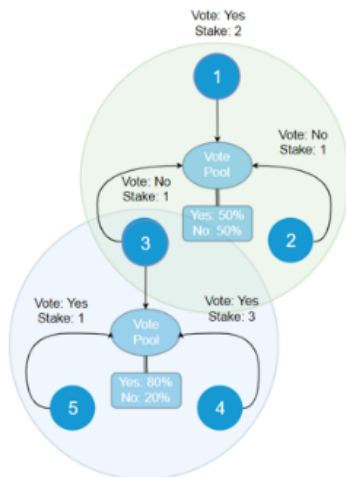 Vote: Yes
Stake: 2
1
Vote
Pool
Vote: No
Stake: 1
Vote: No
Stake: 1
Yes: 50%
No: 50%
2
3
Vote: Yes
Stake: 1
Vote: Yes
Stake: 3
Vote
Pool
Yes: 80%
No: 20%
5
4